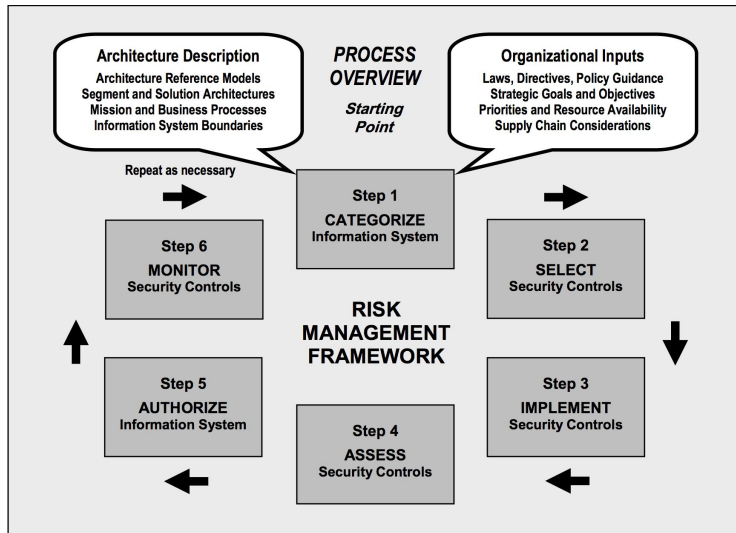 Architecture Description
Architecture Reference Models
Segment and Solution Architectures
Mission and Business Processes
Information System Boundaries
PROCESS
OVERVIEW
Starting
Point
Organizational Inputs
Laws, Directives, Policy Guidance
Strategic Goals and Objectives
Priorities and Resource Availability
Supply Chain Considerations
Repeat as necessary
Step 1
CATEGORIZE
Information System
Step 2
SELECT
Security Controls
Step 3
IMPLEMENT
Security Controls
Step 4
ASSESS
Security Controls
Step 5
AUTHORIZE
Information System
Step 6
MONITOR
Security Controls
RISK
MANAGEMENT
FRAMEWORK